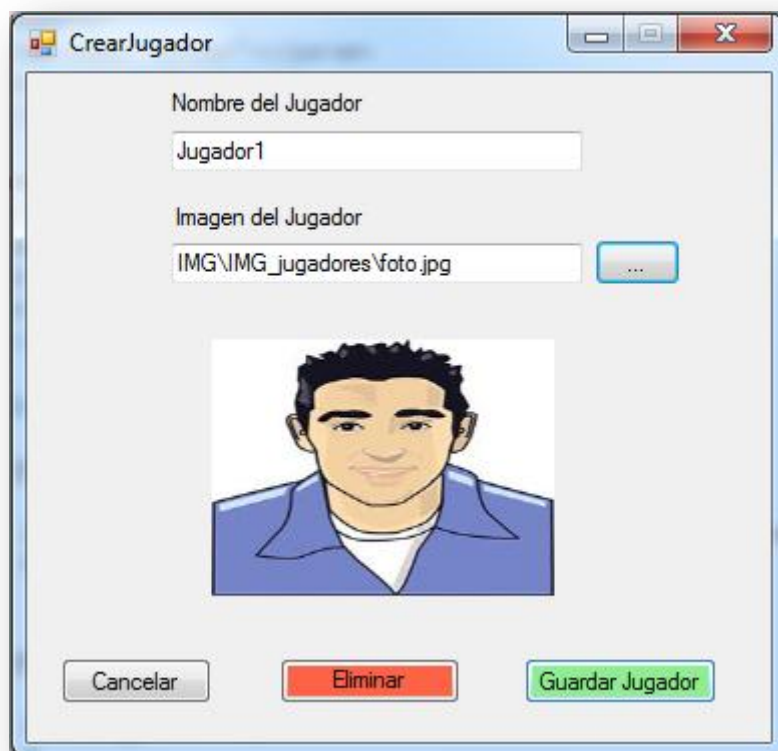 CrearJugador
Nombre del Jugador
Jugador1
Imagen del Jugador
IMG\IMG_jugadores\foto.jpg
...
Cancelar
Eliminar
Guardar Jugador